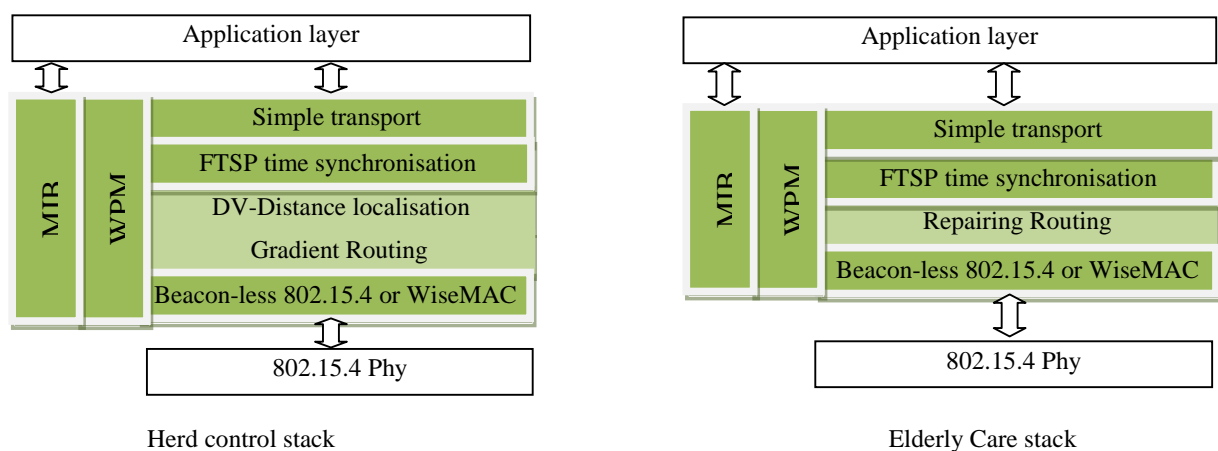 Application layer
MIR
WPM
Simple transport
FTSP time synchronisation
DV-Distance localisation
Gradient Routing
Beacon-less 802.15.4 or WiseMAC
802.15.4 Phy
Herd control stack
Application layer
MIR
WPM
Simple transport
FTSP time synchronisation
Repairing Routing
Beacon-less 802.15.4 or WiseMAC
802.15.4 Phy
Elderly Care stack